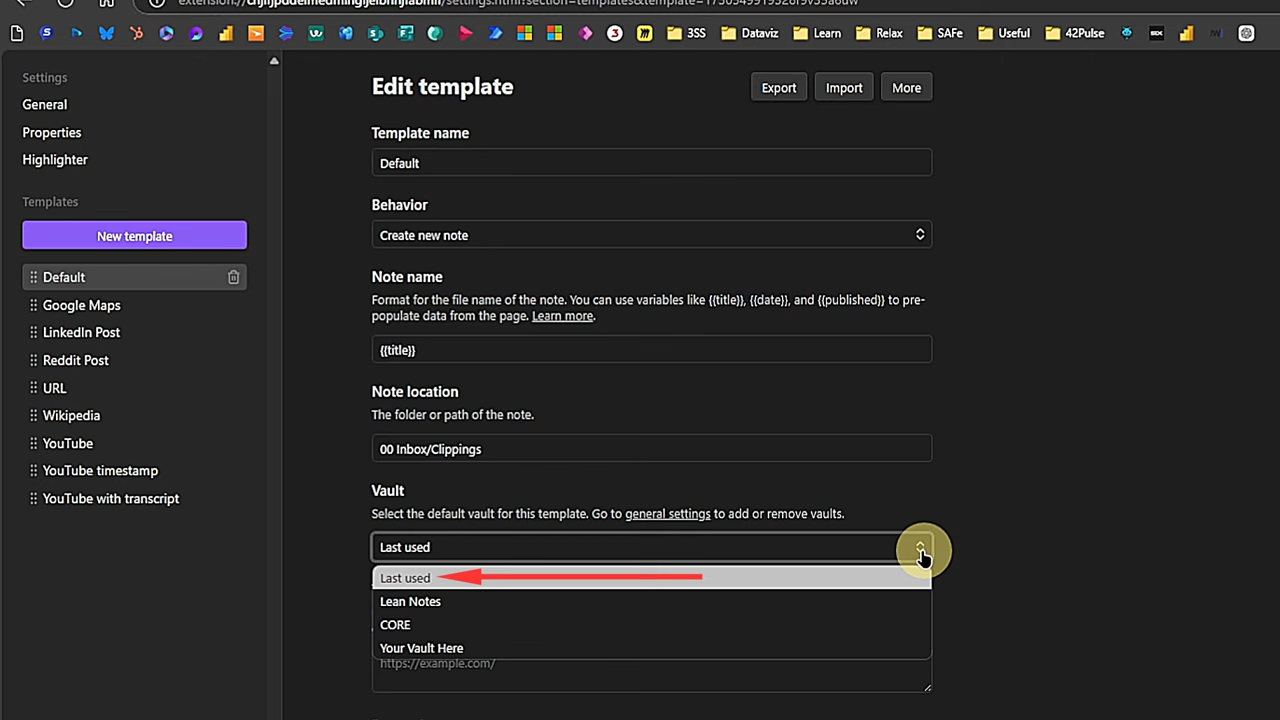 3SS
Dataviz
Learn
Relax
SAFe
Useful
42Pulse
Settings
General
Properties
Highlighter
Templates
New template
Default
Google Maps
LinkedIn Post
Reddit Post
URL
Wikipedia
YouTube
YouTube timestamp
YouTube with transcript
Edit template
Export
Import
More
Template name
Default
Behavior
Create new note
Note name
Format for the file name of the note. You can use variables like {{title}}, {{date}}, and {{published}} to pre-
populate data from the page. Learn more.
{{title}}
Note location
The folder or path of the note.
00 Inbox/Clippings
Vault
Select the default vault for this template. Go to general settings to add or remove vaults.
Last used
Last used
Lean Notes
CORE
Your Vault Here
https://example.com/